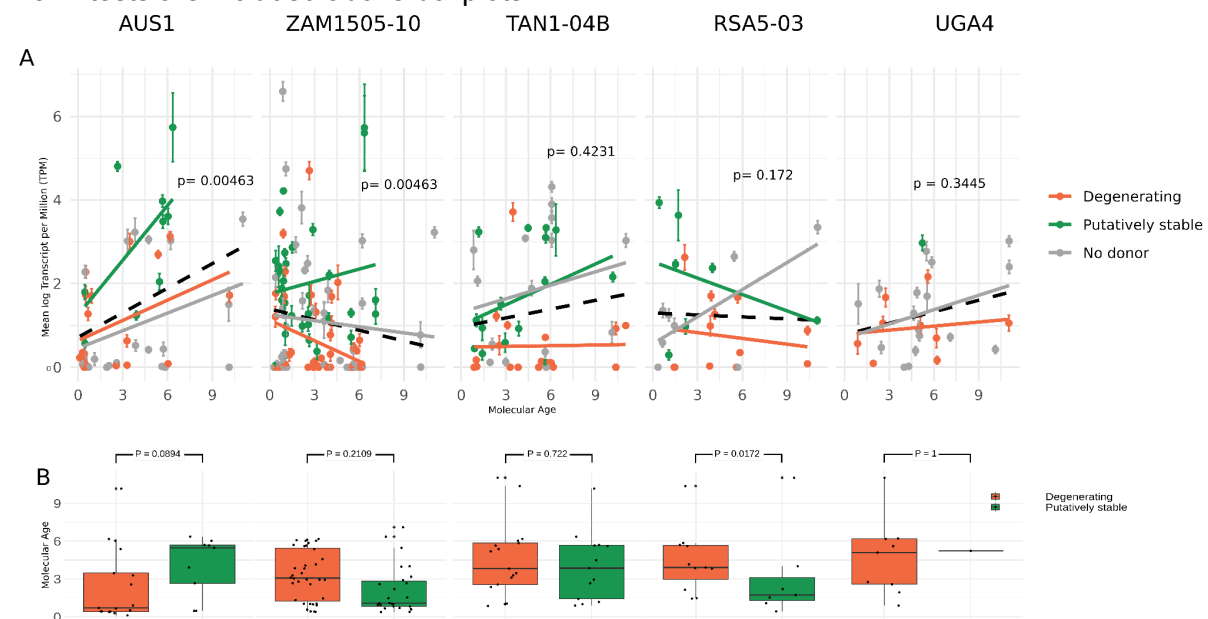 AUS1 ZAM1505-10 TAN1-04B RSA5-03 UGA4
A
Mean Ling Transcript per Million (TPM)
6
4
2
0
0
p= 0.00463
p= 0.00463
p= 0.4231
p= 0.172
p = 0.3445
Degenerating
Putatively stable
No donor
0 3 6 9 0 3 6 9 0 3 6 9 0 3 6 9 0 3 6 9
Molecular Age
P = 0.0894 P = 0.2109 P = 0.722 P = 0.0172 P = 1
B
Molecular Age
9
6
3
0
Degenerating
Putatively stable